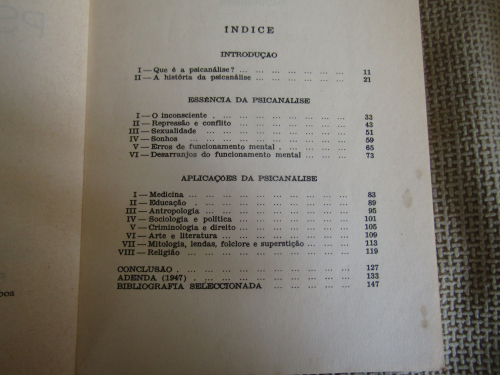 ÍNDICE
INTRODUÇÃO
I — Que é a psicanálise? ... ... ... ... ... ... ... 11
II — A história da psicanálise ... ... ... ... ... ... 21
ESSÊNCIA DA PSICANÁLISE
I — O inconsciente . ... ... ... ... ... ... ... ... 33
II — Repressão e conflito ... ... ... ... ... ... ... 43
III — Sexualidade ... ... ... ... ... ... ... ... ... 51
IV — Sonhos ... ... ... ... ... ... ... ... ... ... 59
V — Erros de funcionamento mental . ... ... ... ... ... 65
VI — Desarranjos do funcionamento mental ... ... ... ... 73
APLICAÇÕES DA PSICANÁLISE
I — Medicina ... ... ... ... ... ... ... ... ... ... 83
II — Educação . ... ... ... ... ... ... ... ... ... 89
III — Antropologia ... ... ... ... ... ... ... ... ... 95
IV — Sociologia e política ... ... ... ... ... ... ... 101
V — Criminologia e direito ... ... ... ... ... ... ... 105
VI — Arte e literatura ... ... ... ... ... ... ... ... 109
VII — Mitologia, lendas, folclore e superstição ... ... ... 113
VIII — Religião ... ... ... ... ... ... ... ... ... ... 119
CONCLUSÃO . ... ... ... ... ... ... ... ... ... ... 127
ADENDA (1947) . ... ... ... ... ... ... ... ... ... 133
BIBLIOGRAFIA SELECCIONADA ... ... ... ... ... ... 147